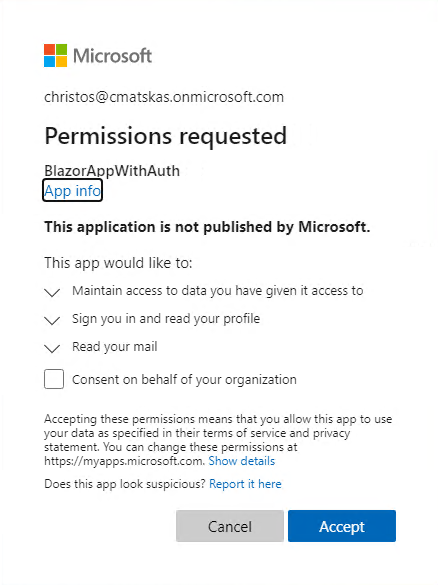 Microsoft
christos@cmatskas.onmicrosoft.com
Permissions requested
BlazorAppWithAuth
App info
This application is not published by Microsoft.
This app would like to:
Maintain access to data you have given it access to
Sign you in and read your profile
Read your mail
Consent on behalf of your organization
Accepting these permissions means that you allow this app to use
your data as specified in their terms of service and privacy
statement. You can change these permissions at
https://myapps.microsoft.com. Show details
Does this app look suspicious? Report it here
Cancel
Accept